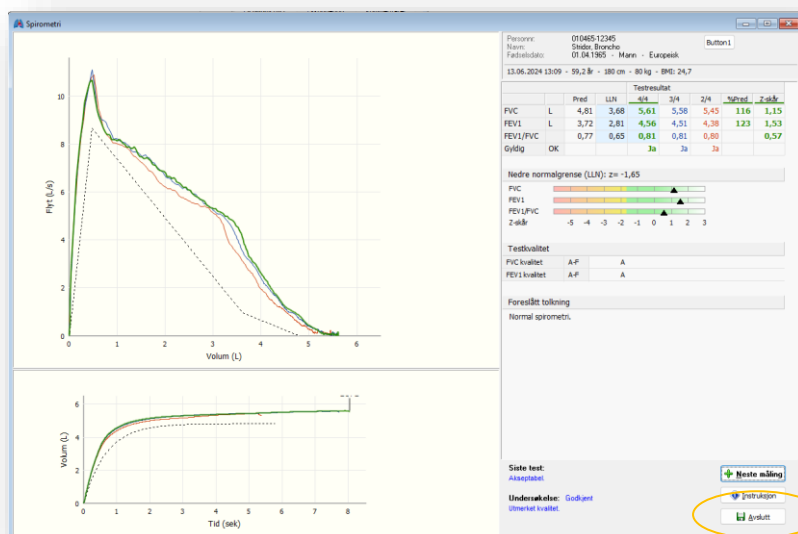 Spirometri
Flyt (L/s)
10
8
6
4
2
0
0 1 2 3 4 5 6
Volum (L)
Volum (L)
6
4
2
0
0 1 2 3 4 5 6 7 8
Tid (sek)
Personnr: 010465-12345
Navn: Strider, Broncho
Fødselsdato: 01.04.1965 - Mann - Europeisk
Button1
13.06.2024 13:09 - 59,2 år - 180 cm - 80 kg - BMI: 24,7
Testresultat
Pred LLN 4/4 3/4 2/4 %Pred Z-skår
FVC L 4,81 3,68 5,61 5,58 5,45 116 1,15
FEV1 L 3,72 2,81 4,56 4,51 4,38 123 1,53
FEV1/FVC 0,77 0,65 0,81 0,81 0,80 0,57
Gyldig OK Ja Ja Ja
Nedre normalgrense (LLN): z= -1,65
FVC
FEV1
FEV1/FVC
Z-skår -5 -4 -3 -2 -1 0 1 2 3
Testkvalitet
FVC kvalitet A-F A
FEV1 kvalitet A-F A
Foreslått tolkning
Normal spirometri.
Siste test:
Akseptabel
Undersøkelse: Godkjent
Utmerket kvalitet.
Neste måling
Instruksjon
Avslutt